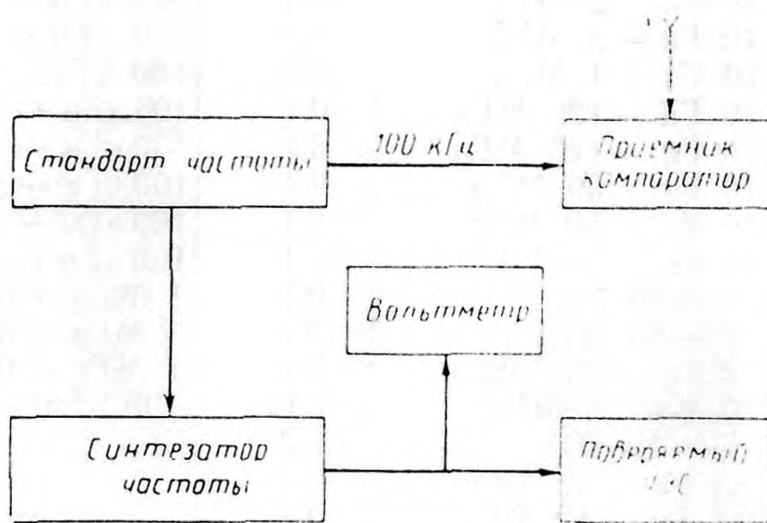 Стандарт частоты
100 кГц
Приемник
компаратор
Вольтметр
Синтезатор
частоты
Поверяемый